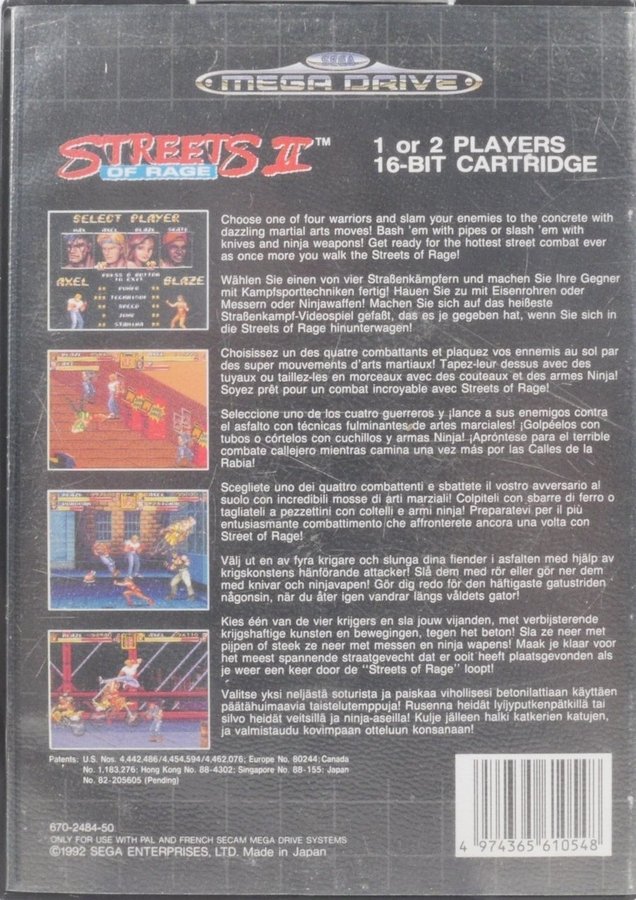 SEGA
MEGA DRIVE
STREETS OF RAGE II™
1 or 2 PLAYERS
16-BIT CARTRIDGE
SELECT PLAYER
MAX AXEL BLAZE SKATE
PRESS C BUTTON
TO EXIT
AXEL BLAZE
POWER
TECHNIQUE
SPEED
JUMP
STAMINA
Choose one of four warriors and slam your enemies to the concrete with
dazzling martial arts moves! Bash 'em with pipes or slash 'em with
knives and ninja weapons! Get ready for the hottest street combat ever
as once more you walk the Streets of Rage!
Wählen Sie einen von vier Straßenkämpfern und machen Sie Ihre Gegner
mit Kampfsporttechniken fertig! Hauen Sie zu mit Eisenrohren oder
Messern oder Ninjawaffen! Machen Sie sich auf das heißeste
Straßenkampf-Videospiel gefaßt, das es je gegeben hat, wenn Sie sich in
die Streets of Rage hinunterwagen!
Choisissez un des quatre combattants et plaquez vos ennemis au sol par
des super mouvements d'arts martiaux! Tapez-leur dessus avec des
tuyaux ou taillez-les en morceaux avec des couteaux et des armes Ninja!
Soyez prêt pour un combat incroyable avec Streets of Rage!
Seleccione uno de los cuatro guerreros y ¡lance a sus enemigos contra
el asfalto con técnicas fulminantes de artes marciales! ¡Golpéelos con
tubos o córtelos con cuchillos y armas Ninja! ¡Apróntese para el terrible
combate callejero mientras camina una vez más por las Calles de la
Rabia!
Scegliete uno dei quattro combattenti e sbattete il vostro avversario al
suolo con incredibili mosse di arti marziali! Colpiteli con sbarre di ferro o
tagliateli a pezzettini con coltelli e armi ninja! Preparatevi per il più
entusiasmante combattimento che affronterete ancora una volta con
Street of Rage!
Välj ut en av fyra krigare och slunga dina fiender i asfalten med hjälp av
krigskonstens hänförande attacker! Slå dem med rör eller gör ner dem
med knivar och ninjavapen! Gör dig redo för den häftigaste gatustriden
någonsin, när du åter igen vandrar längs våldets gator!
Kies één van de vier krijgers en sla jouw vijanden, met verbijsterende
krijgshaftige kunsten en bewegingen, tegen het beton! Sla ze neer met
pijpen of steek ze neer met messen en ninja wapens! Maak je klaar voor
het meest spannende straatgevecht dat er ooit heeft plaatsgevonden als
je weer een keer door de "Streets of Rage" loopt!
Valitse yksi neljästä soturista ja paiskaa vihollisesi betonilattiaan käyttäen
päätähuimaavia taistelutemppuja! Rusenna heidät lyijyputkenpätkillä tai
silvo heidät veitsillä ja ninja-aseilla! Kulje jälleen halki katkerien katujen,
ja valmistaudu kovimpaan otteluun konsanaan!
Patents: U.S. Nos. 4,442,486/4,454,594/4,462,076; Europe No. 80244; Canada
No. 1,183,276; Hong Kong No. 88-4302; Singapore No. 88-155; Japan
No. 82-205605 (Pending)
670-2484-50
ONLY FOR USE WITH PAL AND FRENCH SECAM MEGA DRIVE SYSTEMS
©1992 SEGA ENTERPRISES, LTD. Made in Japan
4 974365 610548